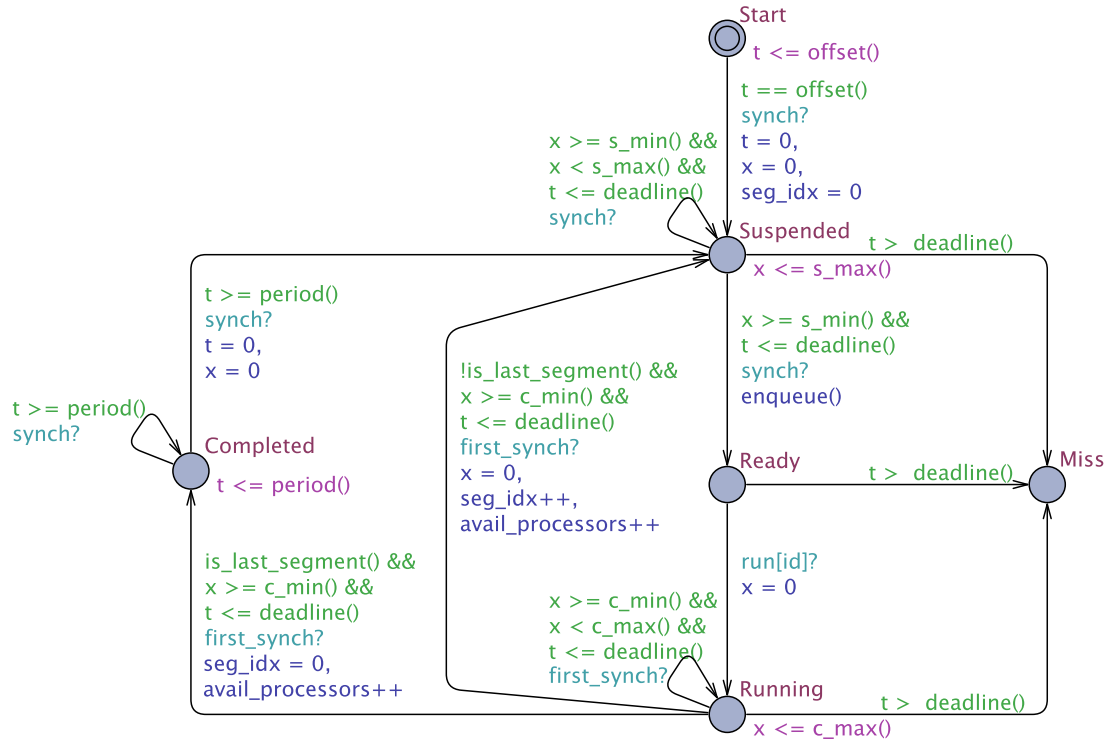 Start
t <= offset()
t == offset()
synch?
t = 0,
x = 0,
seg_idx = 0
x >= s_min() &&
x < s_max() &&
t <= deadline()
synch?
Suspended
x <= s_max()
t >  deadline()
t >= period()
synch?
t = 0,
x = 0
x >= s_min() &&
t <= deadline()
synch?
enqueue()
!is_last_segment() &&
x >= c_min() &&
t <= deadline()
first_synch?
x = 0,
seg_idx++,
avail_processors++
t >= period()
synch?
Completed
t <= period()
Ready
t >  deadline()
Miss
is_last_segment() &&
x >= c_min() &&
t <= deadline()
first_synch?
seg_idx = 0,
avail_processors++
run[id]?
x = 0
x >= c_min() &&
x < c_max() &&
t <= deadline()
first_synch?
Running
x <= c_max()
t >  deadline()